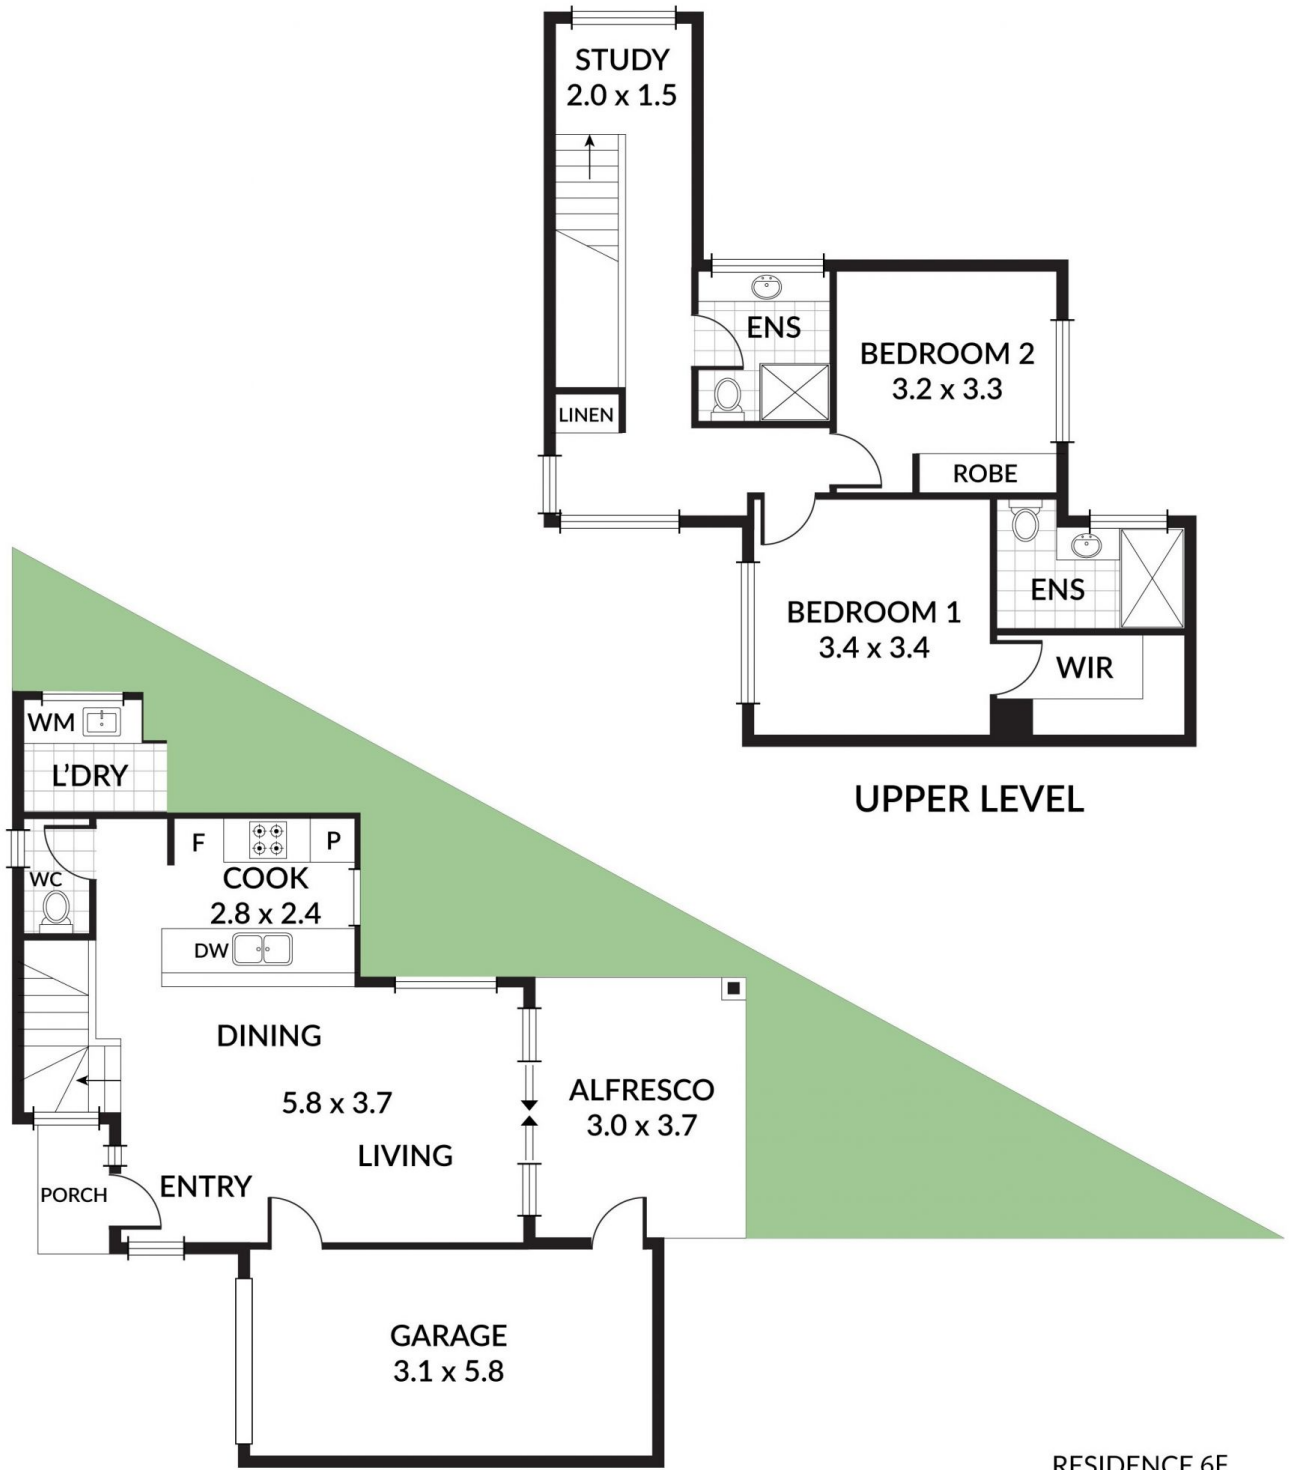 STUDY
2.0 x 1.5
ENS
BEDROOM 2
3.2 x 3.3
LINEN
ROBE
BEDROOM 1
3.4 x 3.4
ENS
WIR
UPPER LEVEL
WM
L'DRY
WC
F
P
COOK
2.8 x 2.4
DW
DINING
5.8 x 3.7
LIVING
ALFRESCO
3.0 x 3.7
PORCH
ENTRY
GARAGE
3.1 x 5.8
RESIDENCE